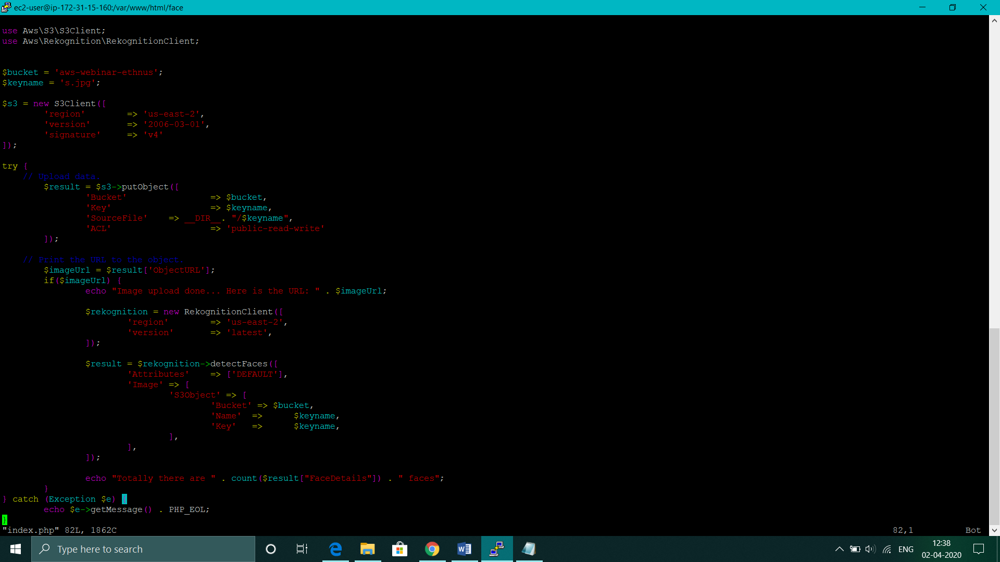 ec2-user@ip-172-31-15-160:/var/www/html/face
use Aws\S3\S3Client;
use Aws\Rekognition\RekognitionClient;
$bucket = 'aws-webinar-ethnus';
$keyname = 's.jpg';
$s3 = new S3Client([
'region' => 'us-east-2',
'version' => '2006-03-01',
'signature' => 'v4'
]);
try {
// Upload data.
$result = $s3->putObject([
'Bucket' => $bucket,
'Key' => $keyname,
'SourceFile' => __DIR__. "/$keyname",
'ACL' => 'public-read-write'
]);
// Print the URL to the object.
$imageUrl = $result['ObjectURL'];
if($imageUrl) {
echo "Image upload done... Here is the URL: " . $imageUrl;
$rekognition = new RekognitionClient([
'region' => 'us-east-2',
'version' => 'latest',
]);
$result = $rekognition->detectFaces([
'Attributes' => ['DEFAULT'],
'Image' => [
'S3Object' => [
'Bucket' => $bucket,
'Name' => $keyname,
'Key' => $keyname,
],
],
]);
echo "Totally there are " . count($result["FaceDetails"]) . " faces";
}
} catch (Exception $e) {
echo $e->getMessage() . PHP_EOL;
}
"index.php" 82L, 1862C 82,1 Bot
Type here to search
ENG
12:38
02-04-2020